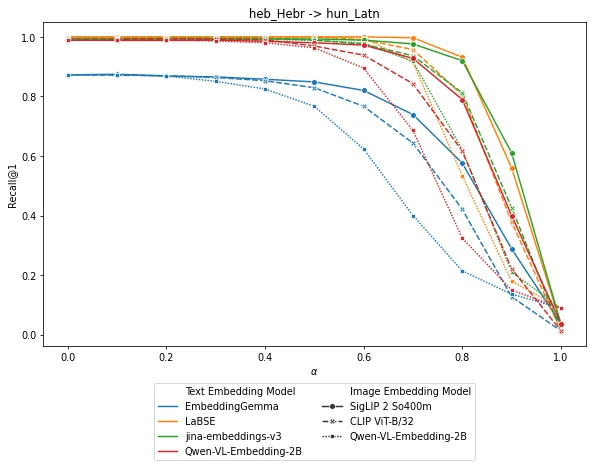 heb_Hebr -> hun_Latn
Recall@1
1.0
0.8
0.6
0.4
0.2
0.0
0.0 0.2 0.4 0.6 0.8 1.0
α
Text Embedding Model
EmbeddingGemma
LaBSE
jina-embeddings-v3
Qwen-VL-Embedding-2B
Image Embedding Model
SigLIP 2 So400m
CLIP ViT-B/32
Qwen-VL-Embedding-2B